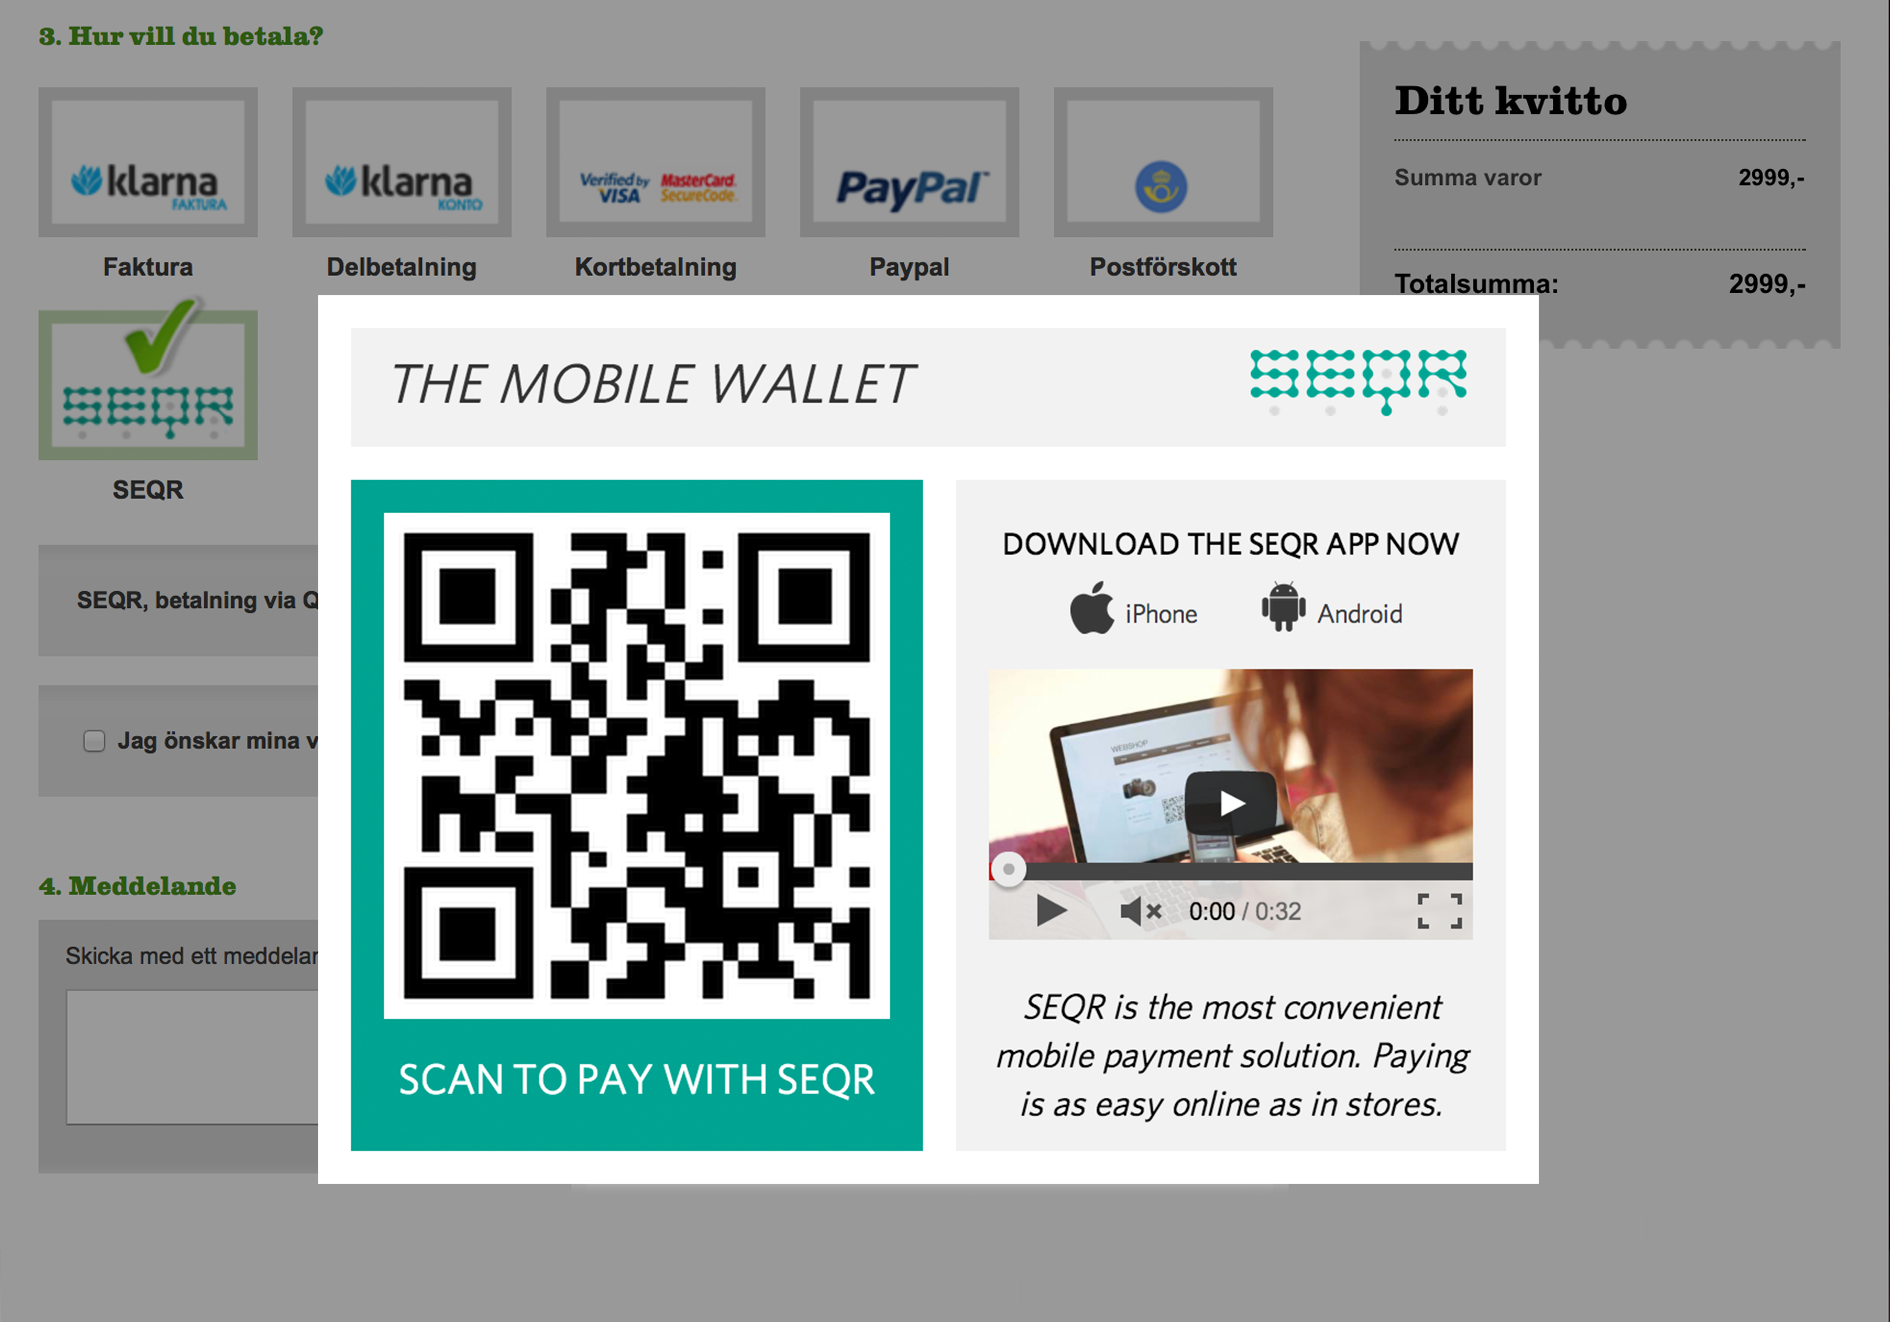 3. Hur vill du betala?
klarna
FAKTURA
klarna
KONTO
Verified by
VISA
MasterCard.
SecureCode.
PayPal™
Faktura
Delbetalning
Kortbetalning
Paypal
Postförskott
Ditt kvitto
Summa varor 2999,-
Totalsumma: 2999,-
SEQR
SEQR
SEQR, betalning via Q
Jag önskar mina v
4. Meddelande
Skicka med ett meddelar
THE MOBILE WALLET
SEQR
SCAN TO PAY WITH SEQR
DOWNLOAD THE SEQR APP NOW
iPhone Android
WEBSHOP
0:00 / 0:32
SEQR is the most convenient
mobile payment solution. Paying
is as easy online as in stores.